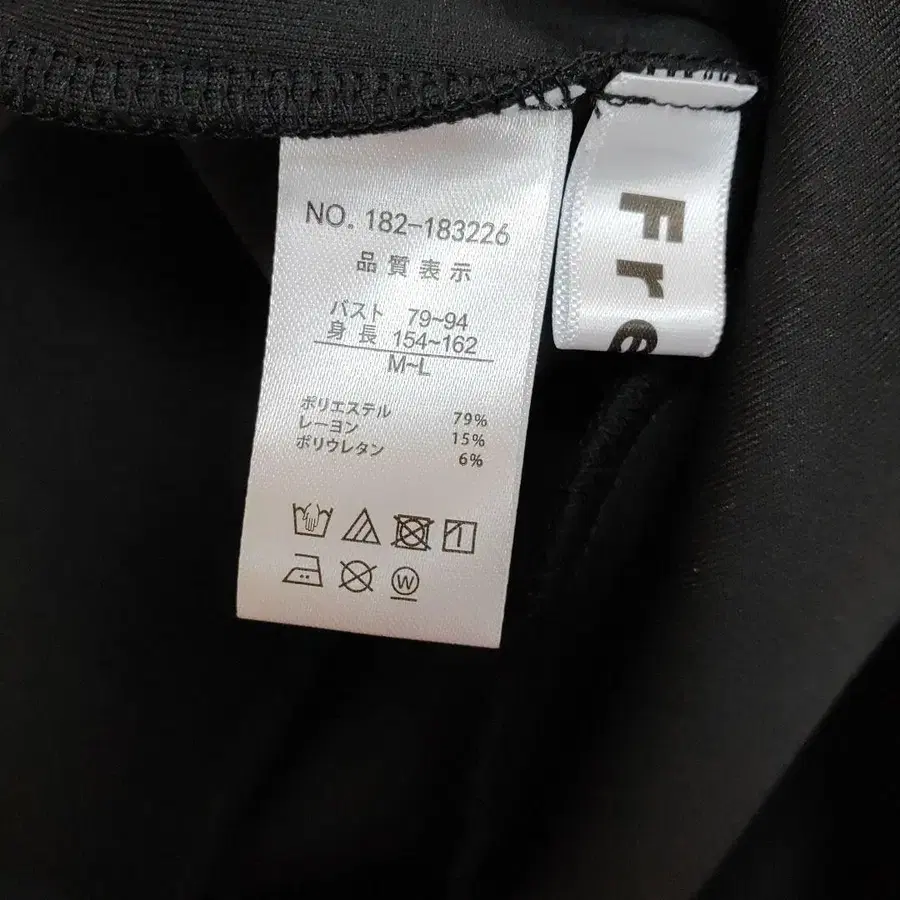 NO. 182-183226
品質表示
バスト 79~94
身長 154~162
M~L
ポリエステル 79%
レーヨン 15%
ポリウレタン 6%
W
Fre